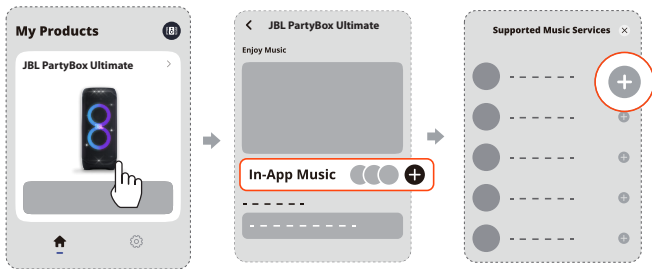 My Products
JBL PartyBox Ultimate
JBL PartyBox Ultimate
Enjoy Music
In-App Music
Supported Music Services